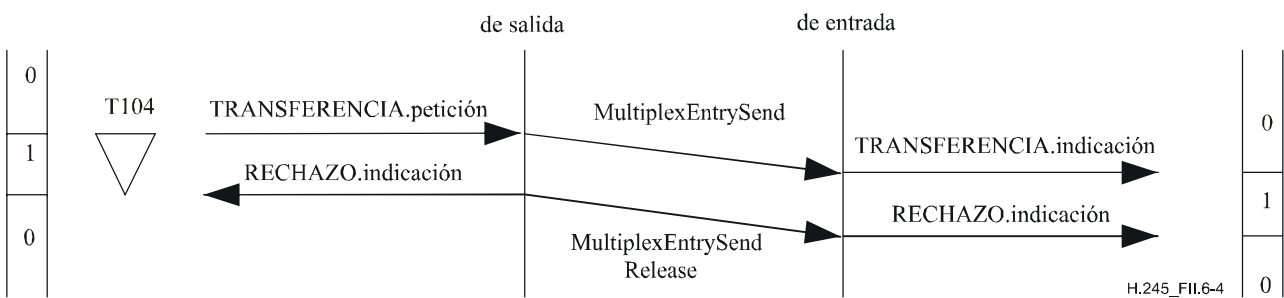 de salida
de entrada
0
T104
TRANSFERENCIA.petición
MultiplexEntrySend
0
1
TRANSFERENCIA.indicación
RECHAZO.indicación
1
RECHAZO.indicación
0
MultiplexEntrySend
Release
H.245_FII.6-4
0